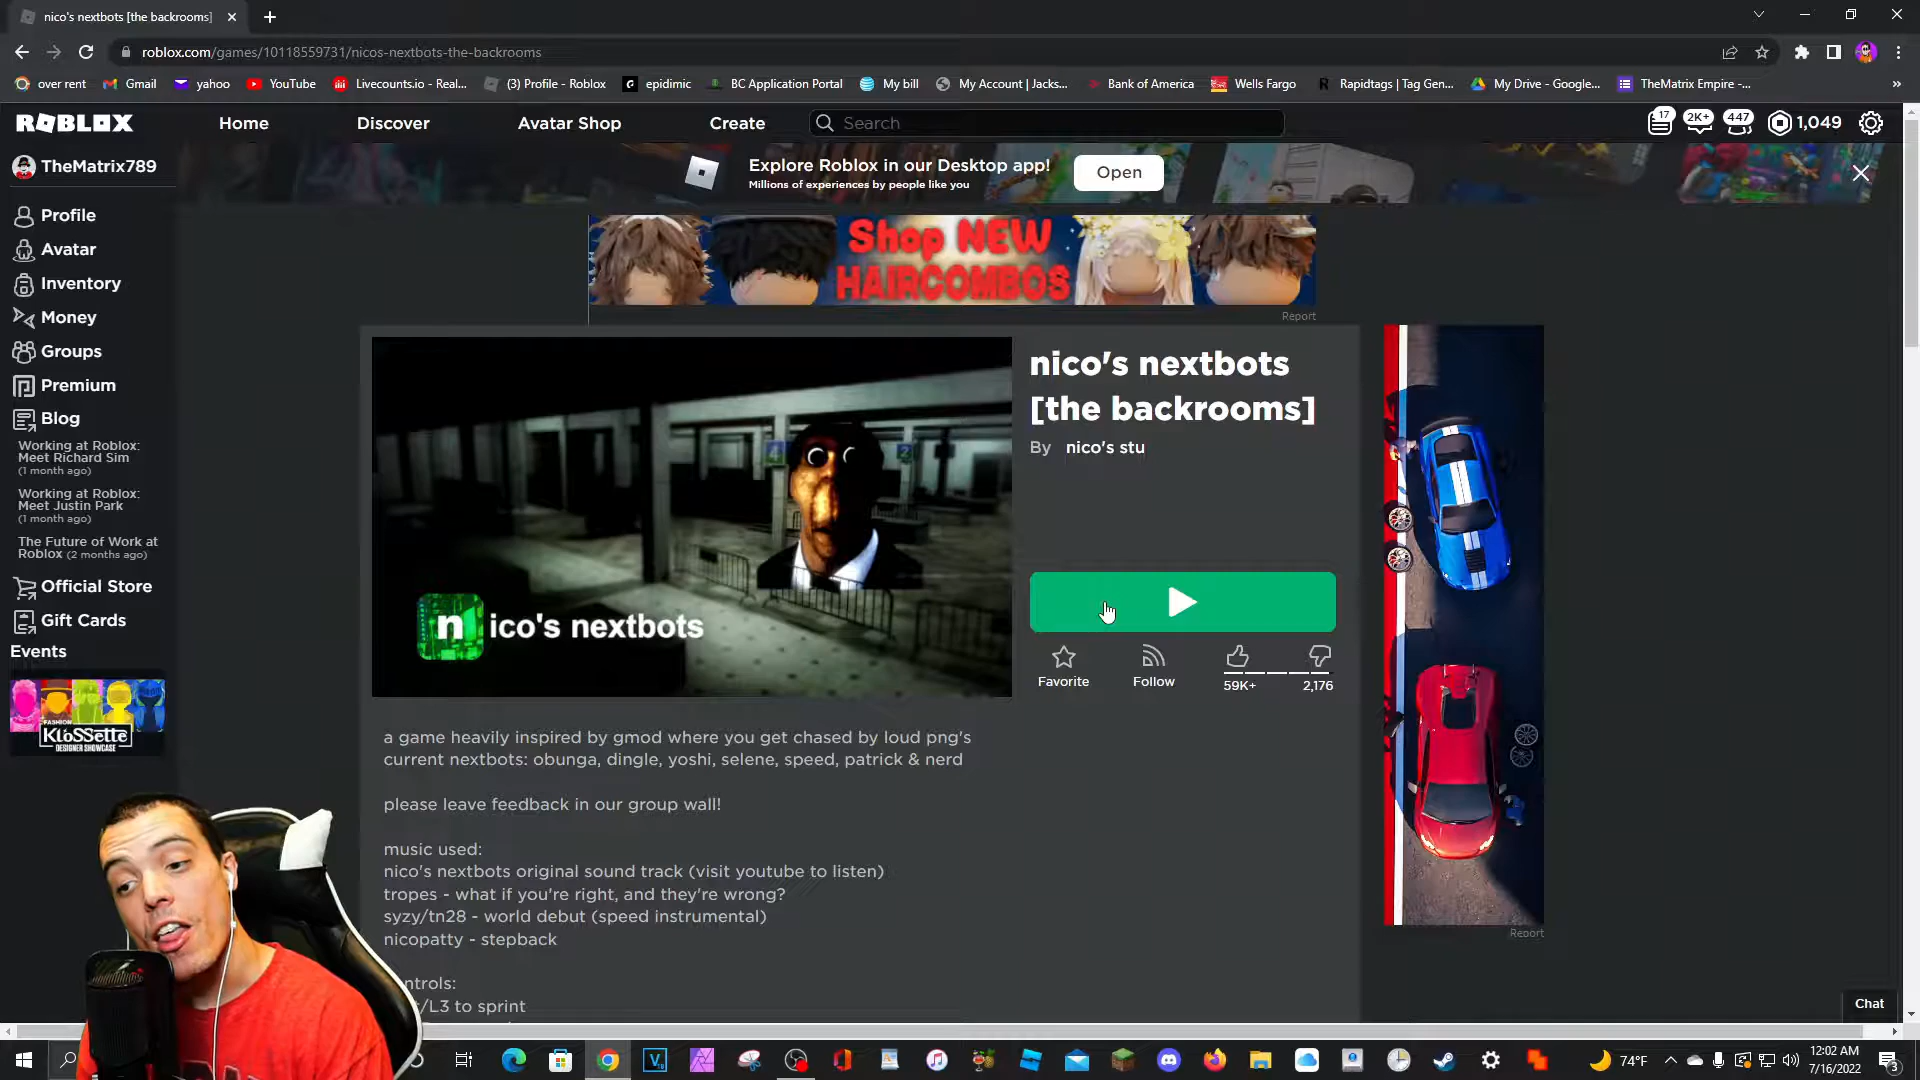 nico's nextbots [the backrooms]
roblox.com/games/10118559731/nicos-nextbots-the-backrooms
over rent
Gmail
yahoo
YouTube
Livecounts.io - Real...
(3) Profile - Roblox
epidimic
BC Application Portal
My bill
My Account | Jacks...
Bank of America
Wells Fargo
Rapidtags | Tag Gen...
My Drive - Google...
TheMatrix Empire -...
ROBLOX
Home
Discover
Avatar Shop
Create
Search
17
2K+
447
1,049
TheMatrix789
Explore Roblox in our Desktop app!
Millions of experiences by people like you
Open
Profile
Avatar
Inventory
Money
Groups
Premium
Blog
Working at Roblox:
Meet Richard Sim
(1 month ago)
Working at Roblox:
Meet Justin Park
(1 month ago)
The Future of Work at
Roblox (2 months ago)
Official Store
Gift Cards
Events
FASHION
KLOSSETTE
DESIGNER SHOWCASE
Shop NEW
HAIRCOMBOS
Report
4
2
nico's nextbots
nico's nextbots
[the backrooms]
By nico's stu
Favorite
Follow
59K+
2,176
a game heavily inspired by gmod where you get chased by loud png's
current nextbots: obunga, dingle, yoshi, selene, speed, patrick & nerd
please leave feedback in our group wall!
music used:
nico's nextbots original sound track (visit youtube to listen)
tropes - what if you're right, and they're wrong?
syzy/tn28 - world debut (speed instrumental)
nicopatty - stepback
ntrols:
/L3 to sprint
Report
Chat
74°F
12:02 AM
7/16/2022
3